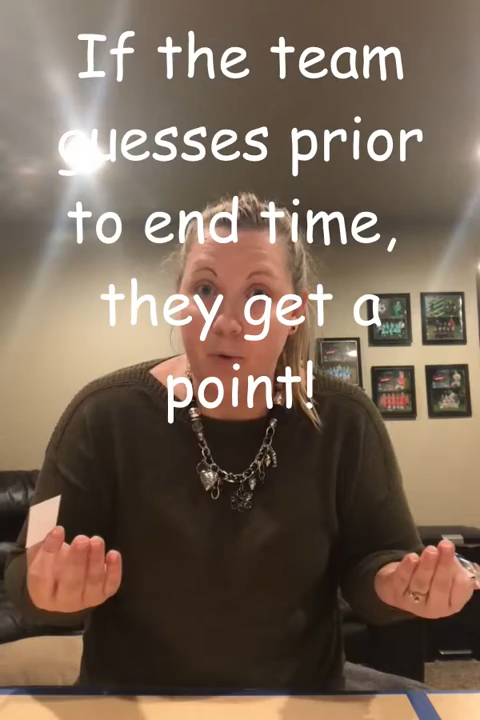 If the team
guesses prior
to end time,
they get a
point!